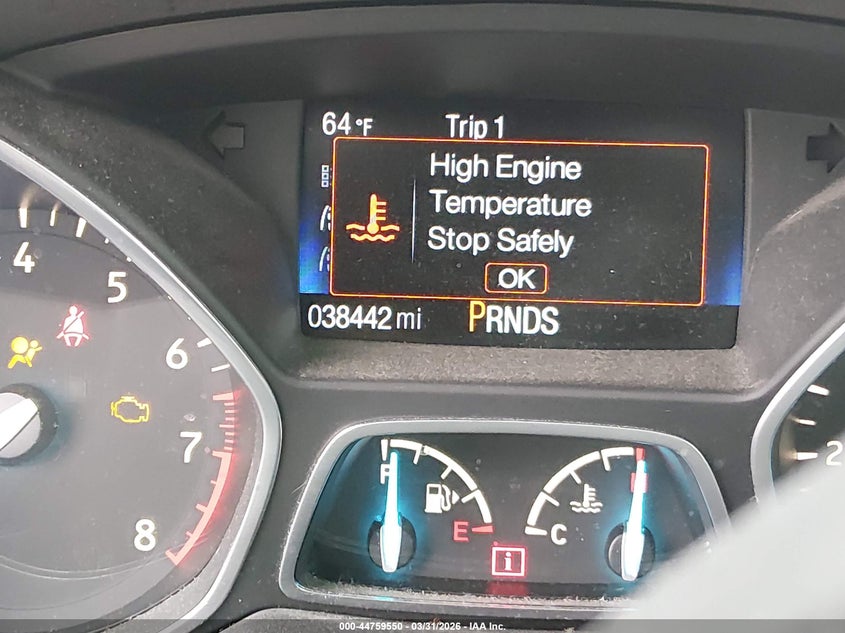 64°F Trip 1
High Engine
Temperature
Stop Safely
OK
038442 mi PRNDS
4
5
6
7
8
F
E
C
H
i
2
000-44759550 - 03/31/2026 - IAA Inc.